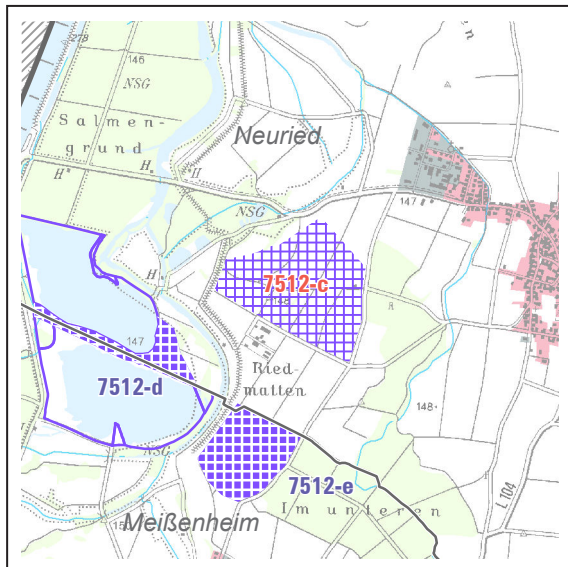 278
146
NSG
Salmen-
grund
Neuried
H
H
H
NSG
147
7512-c
148
H
147
Ried-
matten
7512-d
148
NSG
7512-e
L 104
Im unteren
Meißenheim